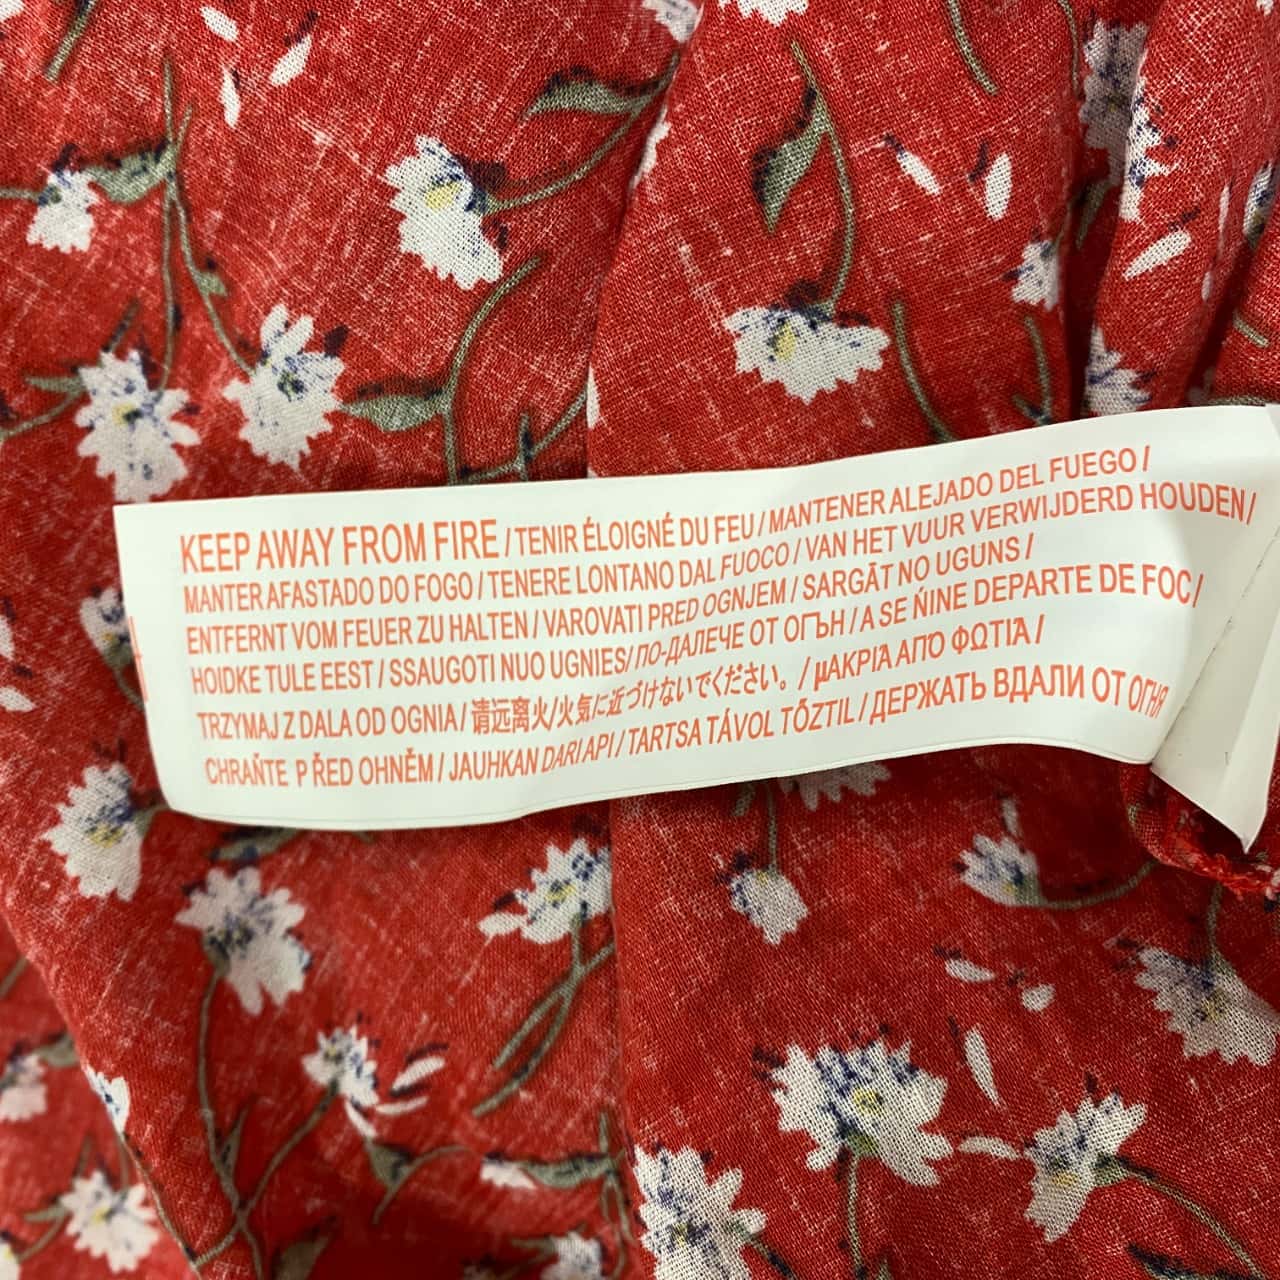 KEEP AWAY FROM FIRE / TENIR ÉLOIGNÉ DU FEU / MANTENER ALEJADO DEL FUEGO /
MANTER AFASTADO DO FOGO / TENERE LONTANO DAL FUOCO / VAN HET VUUR VERWIJDERD HOUDEN /
ENTFERNT VOM FEUER ZU HALTEN / VAROVATI PRED OGNJEM / SARGĀT NO UGUNS /
HOIDKE TULE EEST / SSAUGOTI NUO UGNIES/ ПО-ДАЛЕЧЕ ОТ ОГЪН / A SE ŃINE DEPARTE DE FOC /
TRZYMAJ Z DALA OD OGNIA / 请远离火/火気に近づけないでください。/ µΑΚΡΙΆ ΑΠΌ ΦΩΤΙΆ /
CHRAŇTE P ŘED OHNĚM / JAUHKAN DARI API / TARTSA TÁVOL TŐZTIL / ДЕРЖАТЬ ВДАЛИ ОТ ОГНЯ